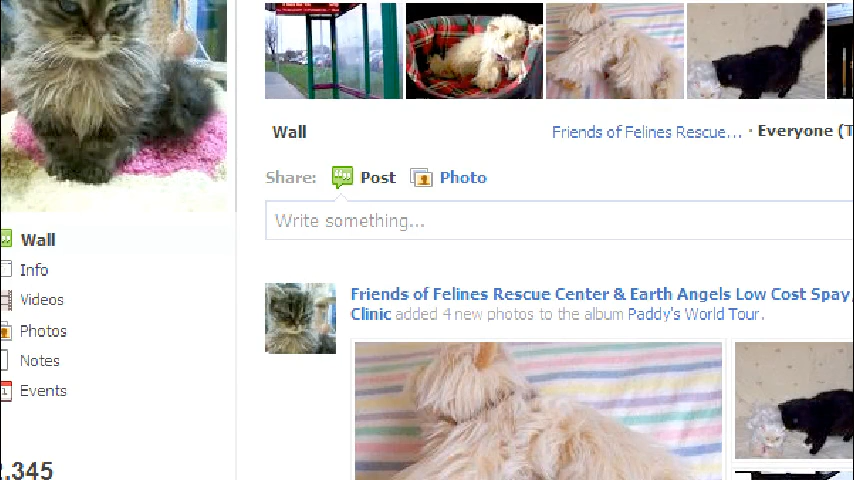 Wall
Friends of Felines Rescue... · Everyone (T
Share: Post Photo
Write something...
Wall
Info
Videos
Photos
Notes
Events
Friends of Felines Rescue Center & Earth Angels Low Cost Spay,
Clinic added 4 new photos to the album Paddy's World Tour.
,345